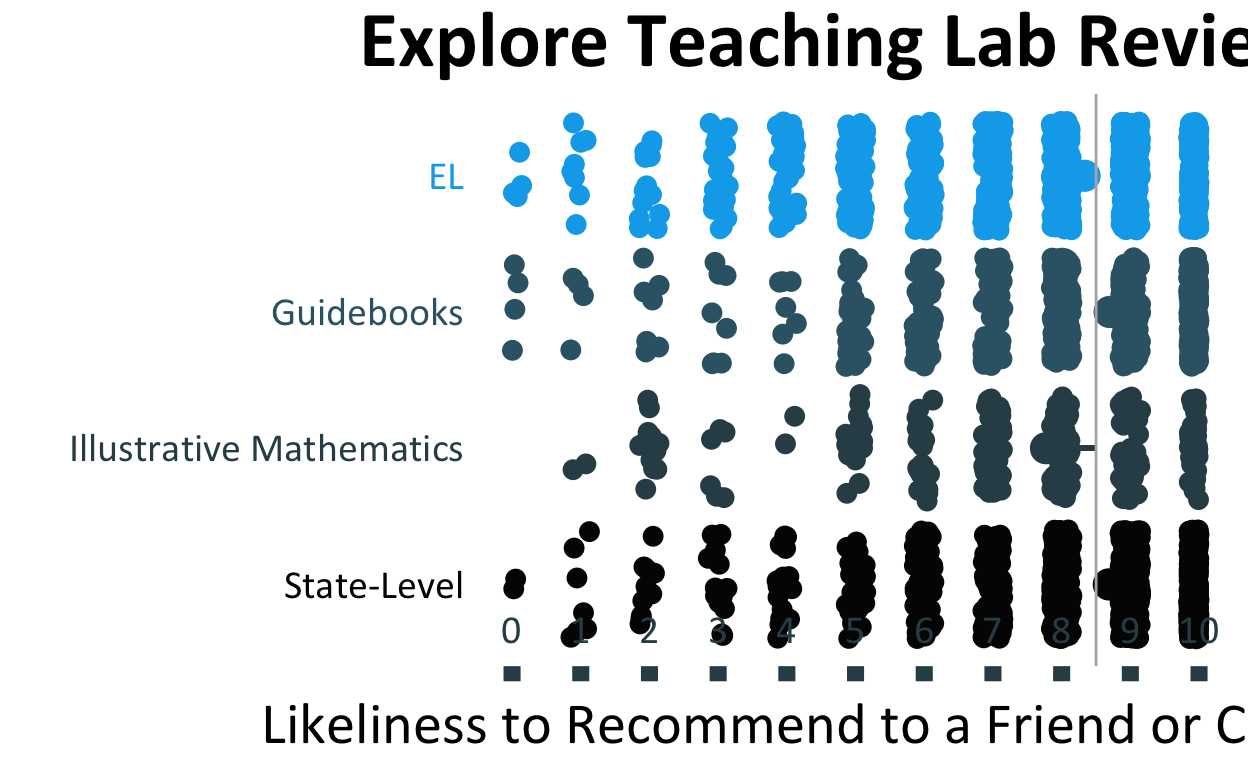 Explore Teaching Lab Revie
EL
Guidebooks
Illustrative Mathematics
State-Level
0 1 2 3 4 5 6 7 8 9 10
Likeliness to Recommend to a Friend or C